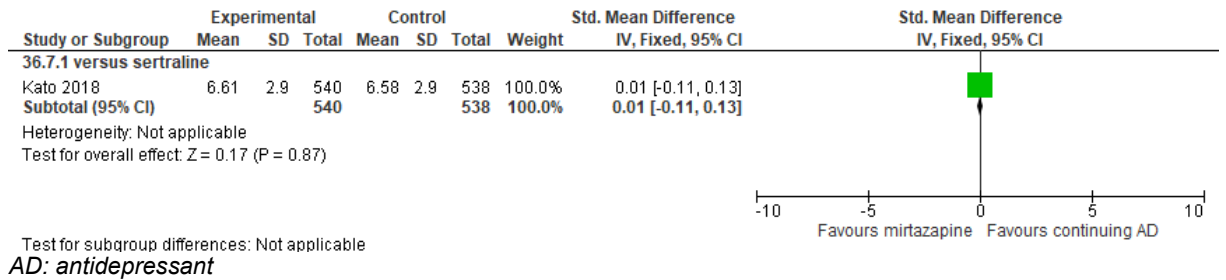 Experimental Control Std. Mean Difference Std. Mean Difference
Study or Subgroup Mean SD Total Mean SD Total Weight IV, Fixed, 95% CI IV, Fixed, 95% CI
36.7.1 versus sertraline
Kato 2018 6.61 2.9 540 6.58 2.9 538 100.0% 0.01 [-0.11, 0.13]
Subtotal (95% CI) 540 538 100.0% 0.01 [-0.11, 0.13]
Heterogeneity: Not applicable
Test for overall effect: Z = 0.17 (P = 0.87)
-10 -5 0 5 10
Favours mirtazapine Favours continuing AD
Test for subgroup differences: Not applicable
AD: antidepressant